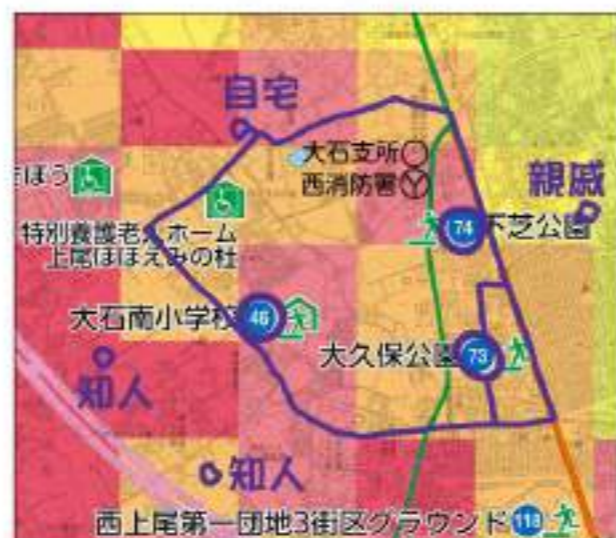 自宅
大石支所
西消防署
きぼう
親戚
特別養護老人ホーム
上尾ほほえみの杜
74
下芝公園
大石南小学校
46
大久保公園
73
知人
知人
西上尾第一団地3街区グラウンド
118